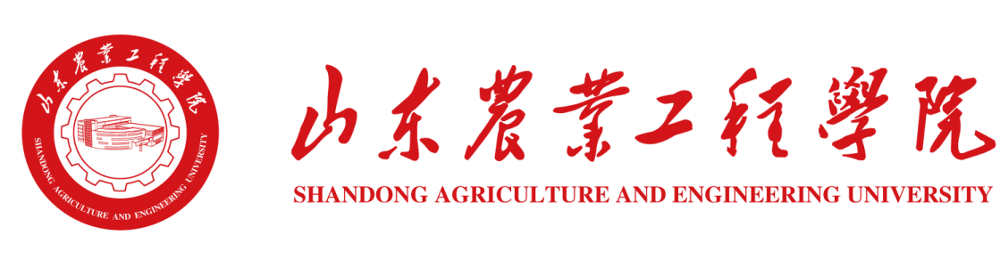 山东农业工程學院
SHANDONG AGRICULTURE AND ENGINEERING UNIVERSITY
山东农業工程學院
SHANDONG AGRICULTURE AND ENGINEERING UNIVERSITY